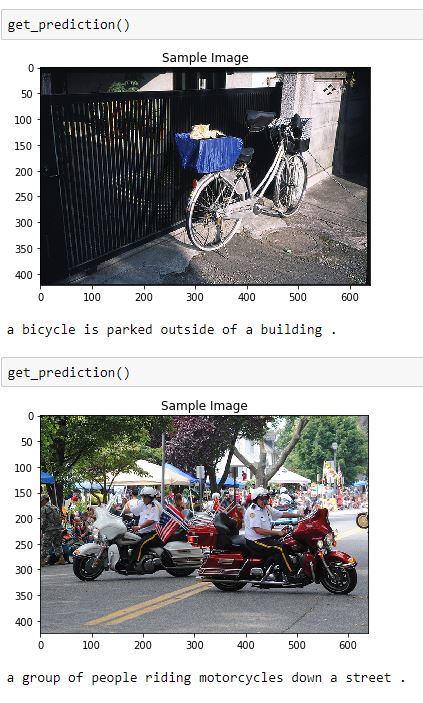 get_prediction()
Sample Image
0
50
100
150
200
250
300
350
400
0 100 200 300 400 500 600
a bicycle is parked outside of a building .
get_prediction()
Sample Image
0
50
100
150
200
250
300
350
400
0 100 200 300 400 500 600
a group of people riding motorcycles down a street .